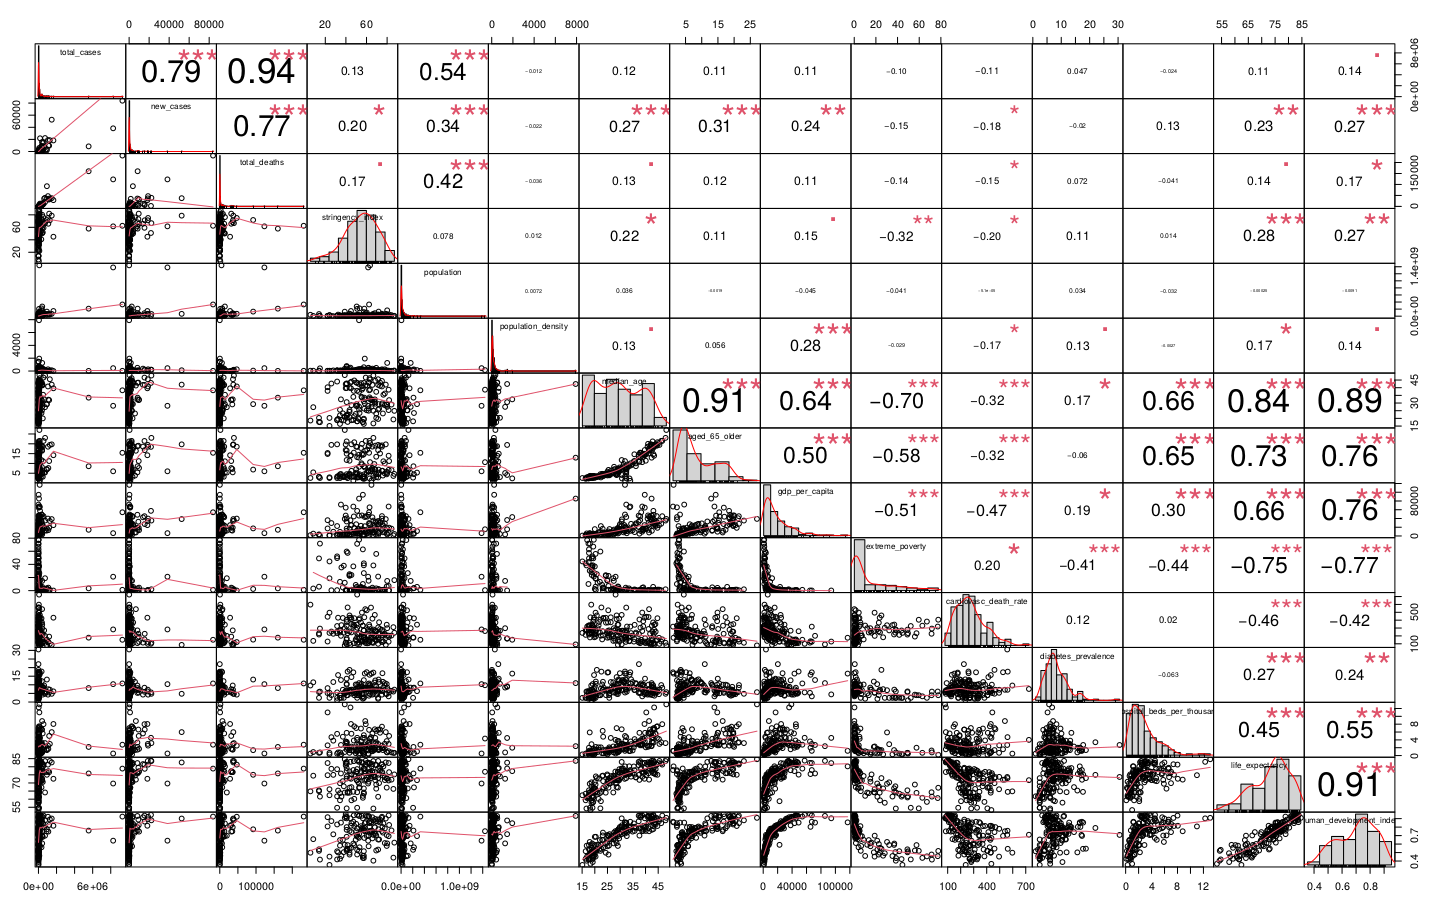 0 40000 80000 20 60 0 4000 8000 5 15 25 0 20 40 60 80 0 5 10 15 20 25 30 55 65 75 85
total_cases 0.79 *** 0.94 *** 0.13 0.54 *** −0.012 0.12 0.11 0.11 −0.10 −0.11 0.047 −0.024 0.11 0.14 0e+00 8e+06
0 60000 new_cases 0.77 *** 0.20 * 0.34 *** −0.022 0.27 *** 0.31 *** 0.24 ** −0.15 −0.18 * −0.02 0.13 0.23 ** 0.27 ***
total_deaths 0.17 0.42 *** −0.036 0.13 0.12 0.11 −0.14 −0.15 * 0.072 −0.041 0.14 0.17 * 0 150000
20 60 stringency_index 0.078 0.012 0.22 * 0.11 0.15 −0.32 ** −0.20 * 0.11 0.014 0.28 *** 0.27 **
population 0.0072 0.036 −0.045 −0.041 0.034 −0.032 0.0e+00 1.4e+09
0 4000 population_density 0.13 0.056 0.28 *** −0.029 −0.17 * 0.13 0.17 * 0.14
median_age 0.91 *** 0.64 *** −0.70 *** −0.32 *** 0.17 * 0.66 *** 0.84 *** 0.89 *** 15 30 45
5 15 aged_65_older 0.50 *** −0.58 *** −0.32 *** −0.06 0.65 *** 0.73 *** 0.76 ***
gdp_per_capita −0.51 *** −0.47 *** 0.19 * 0.30 *** 0.66 *** 0.76 *** 0 80000
0 40 80 extreme_poverty 0.20 * −0.41 *** −0.44 *** −0.75 *** −0.77 ***
cardiovasc_death_rate 0.12 0.02 −0.46 *** −0.42 *** 100 500
0 15 30 diabetes_prevalence −0.063 0.27 *** 0.24 **
hospital_beds_per_thousan 0.45 *** 0.55 *** 4 8
55 70 85 life_expectancy 0.91 ***
human_development_inde 0.4 0.7
0e+00 6e+06 0 100000 0.0e+00 1.0e+09 15 25 35 45 0 40000 100000 100 400 700 0 4 8 12 0.4 0.6 0.8